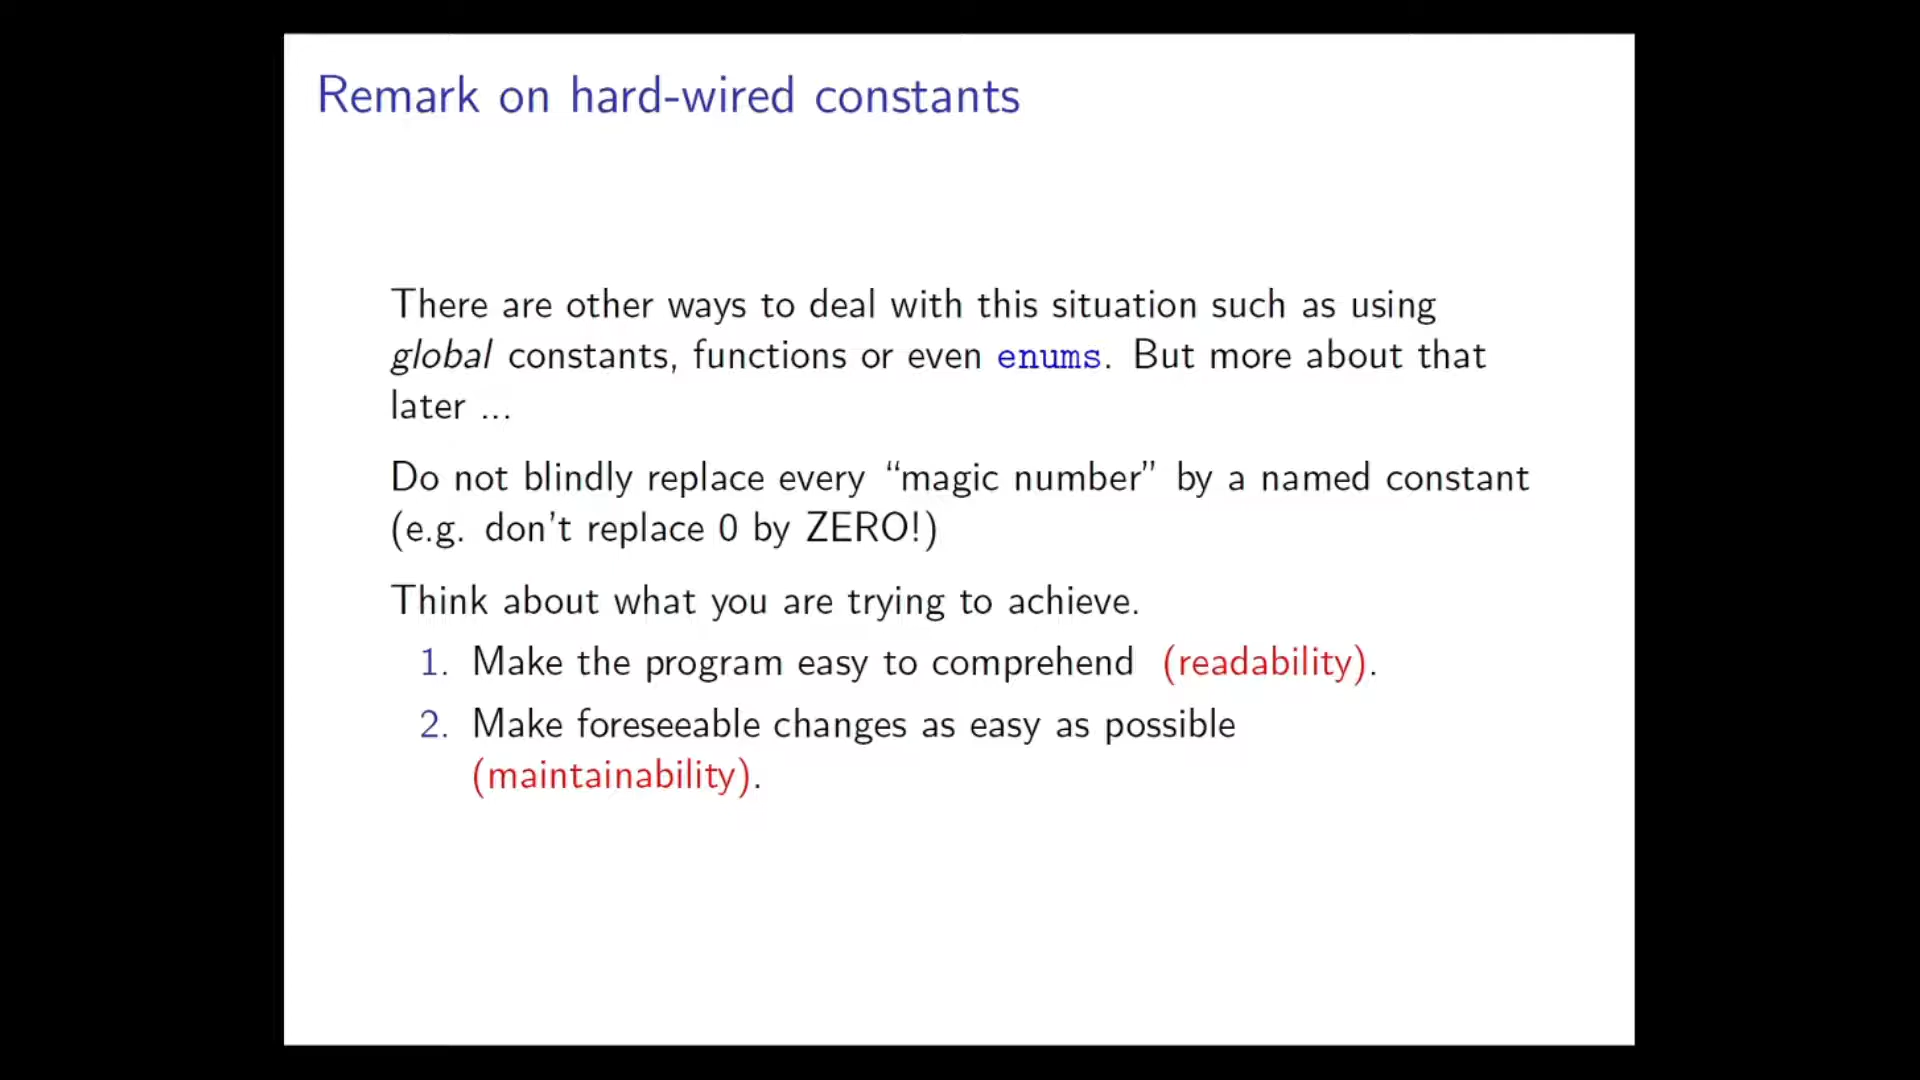 Remark on hard-wired constants
There are other ways to deal with this situation such as using
global constants, functions or even enums. But more about that
later ...
Do not blindly replace every “magic number” by a named constant
(e.g. don't replace 0 by ZERO!)
Think about what you are trying to achieve.
1. Make the program easy to comprehend (readability).
2. Make foreseeable changes as easy as possible
(maintainability).